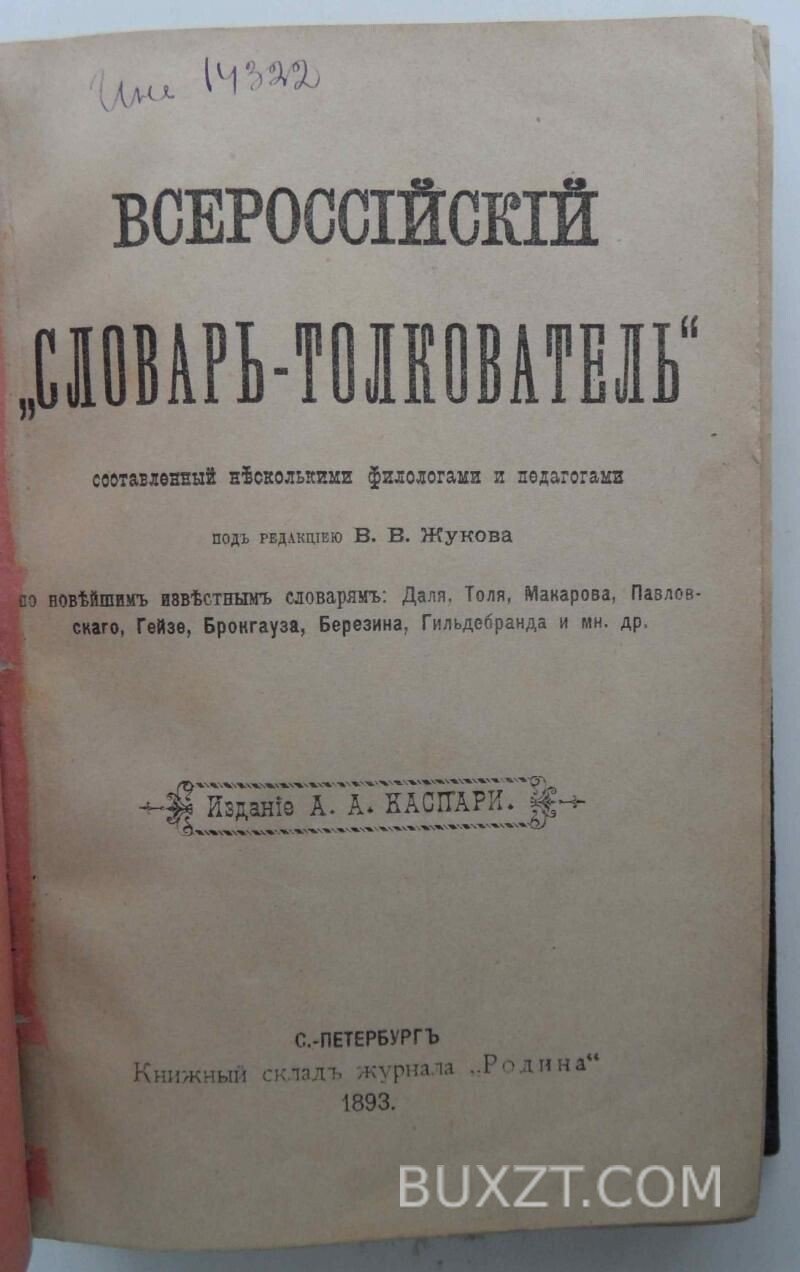 Инв 14322
ВСЕРОССІЙСКІЙ
„СЛОВАРЬ-ТОЛКОВАТЕЛЬ“
составленный нѣсколькими филологами и педагогами
подъ редакціею В. В. Жукова
по новѣйшимъ извѣстнымъ словарямъ: Даля, Толя, Макарова, Павлов-
скаго, Гейзе, Брокгауза, Березина, Гильдебранда и мн. др.
Изданіе А. А. КАСПАРИ.
С.-ПЕТЕРБУРГЪ
Книжный складъ журнала „Родина“
1893.
BUXZT.COM